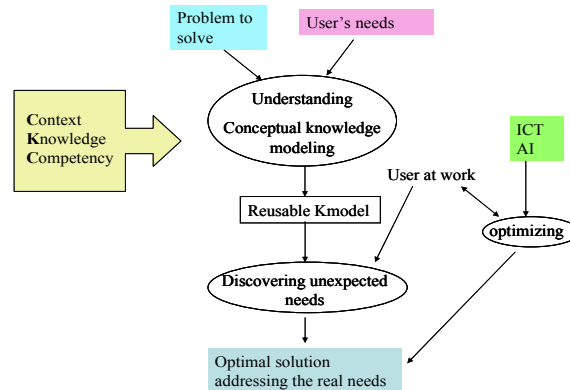 Problem to
solve
User's needs
Understanding
Conceptual knowledge
modeling
Context
Knowledge
Competency
ICT
AI
User at work
Reusable Kmodel
optimizing
Discovering unexpected
needs
Optimal solution
addressing the real needs